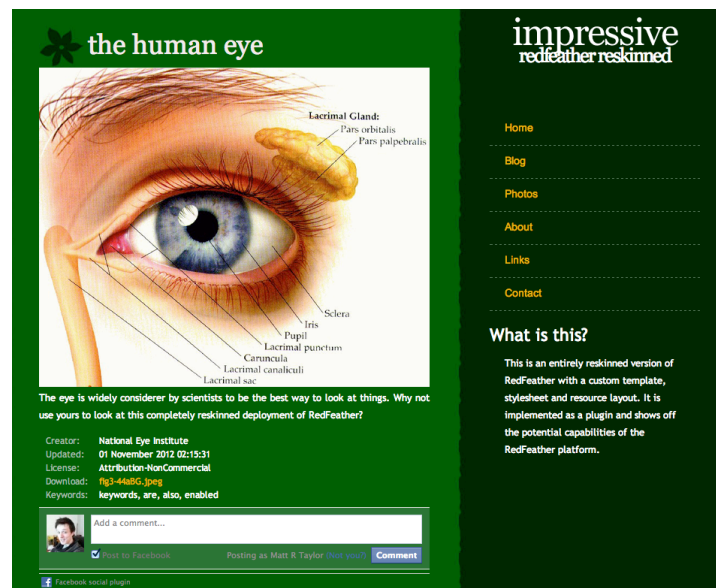 the human eye
Lacrimal Gland:
Pars orbitalis
Pars palpebralis
Sclera
Iris
Pupil
Lacrimal punctum
Caruncula
Lacrimal canaliculi
Lacrimal sac
The eye is widely considerer by scientists to be the best way to look at things. Why not
use yours to look at this completely reskinned deployment of RedFeather?
Creator: National Eye Institute
Updated: 01 November 2012 02:15:31
License: Attribution-NonCommercial
Download: fig3-44aBG.jpeg
Keywords: keywords, are, also, enabled
Add a comment...
Post to Facebook Posting as Matt R Taylor (Not you?) Comment
Facebook social plugin
impressive
redfeather reskinned
Home
Blog
Photos
About
Links
Contact
What is this?
This is an entirely reskinned version of
RedFeather with a custom template,
stylesheet and resource layout. It is
implemented as a plugin and shows off
the potential capabilities of the
RedFeather platform.